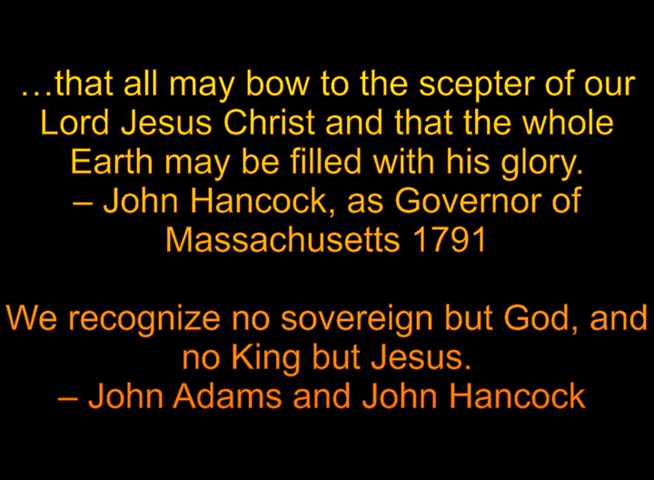 …that all may bow to the scepter of our
Lord Jesus Christ and that the whole
Earth may be filled with his glory.
– John Hancock, as Governor of
Massachusetts 1791
We recognize no sovereign but God, and
no King but Jesus.
– John Adams and John Hancock